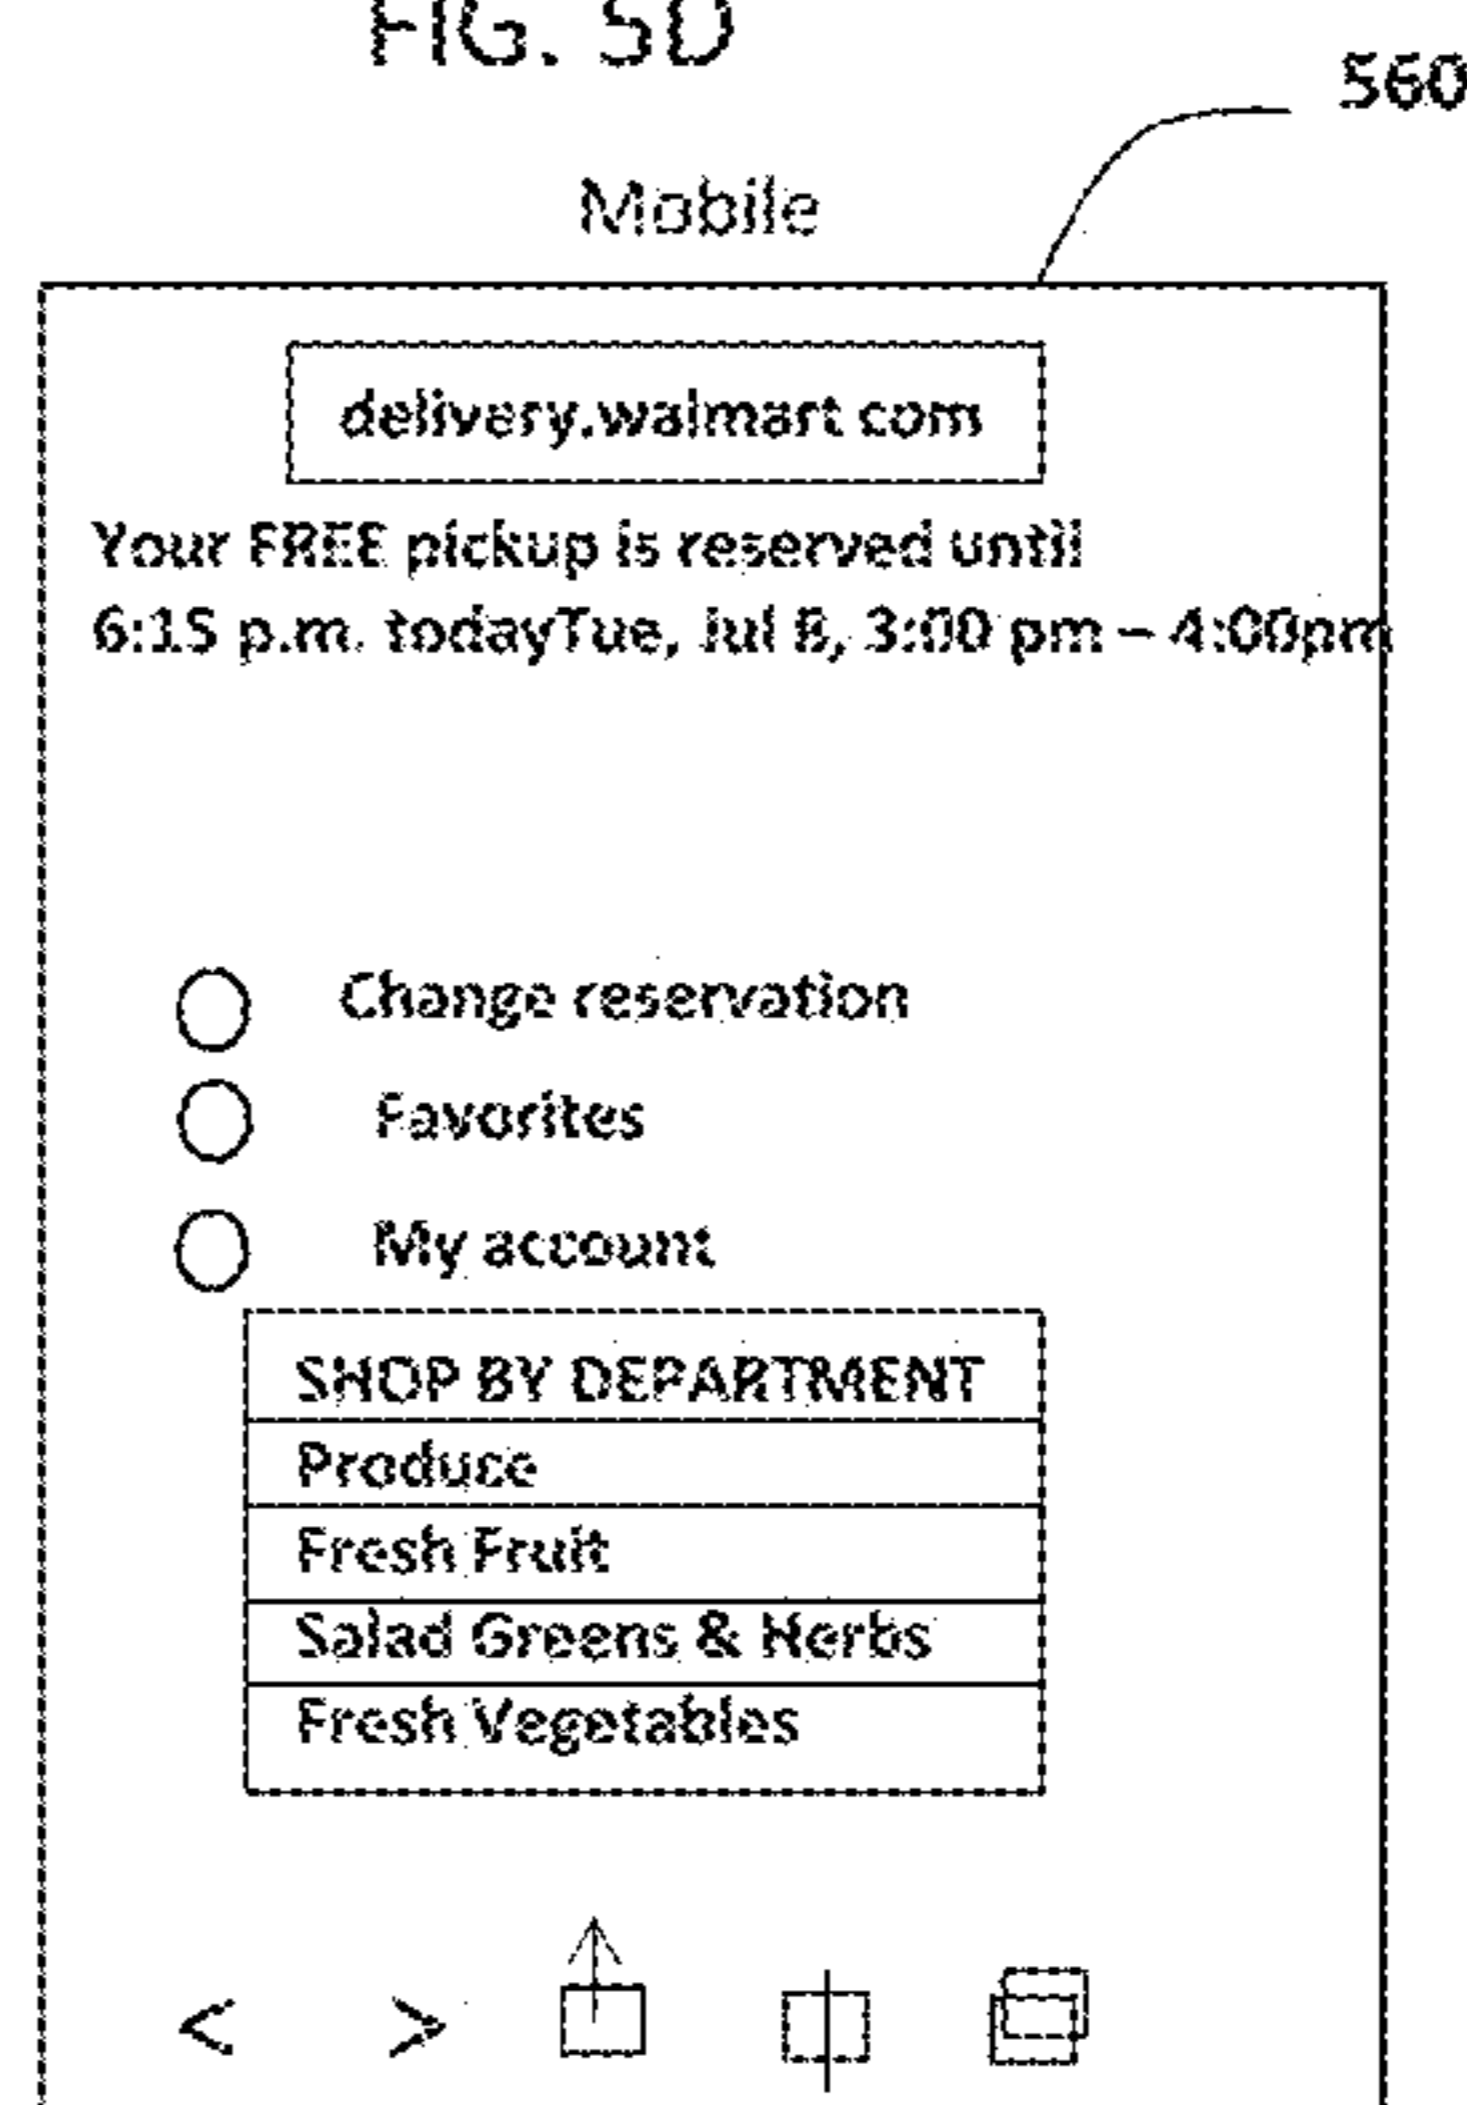 FIG. 5D
560
Mobile
delivery.walmart com
Your FREE pickup is reserved until
6:15 p.m. todayTue, Jul 8, 3:00 pm – 4:00pm
Change reservation
Favorites
My account
SHOP BY DEPARTMENT
Produce
Fresh Fruit
Salad Greens & Herbs
Fresh Vegetables
< >